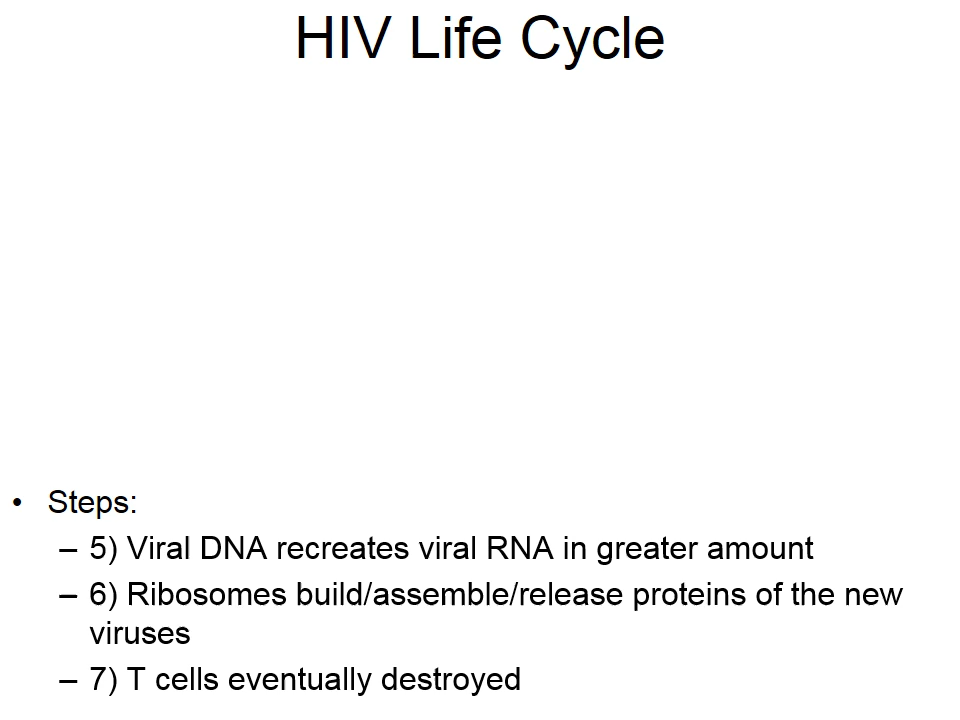 HIV Life Cycle
• Steps:
– 5) Viral DNA recreates viral RNA in greater amount
– 6) Ribosomes build/assemble/release proteins of the new
viruses
– 7) T cells eventually destroyed